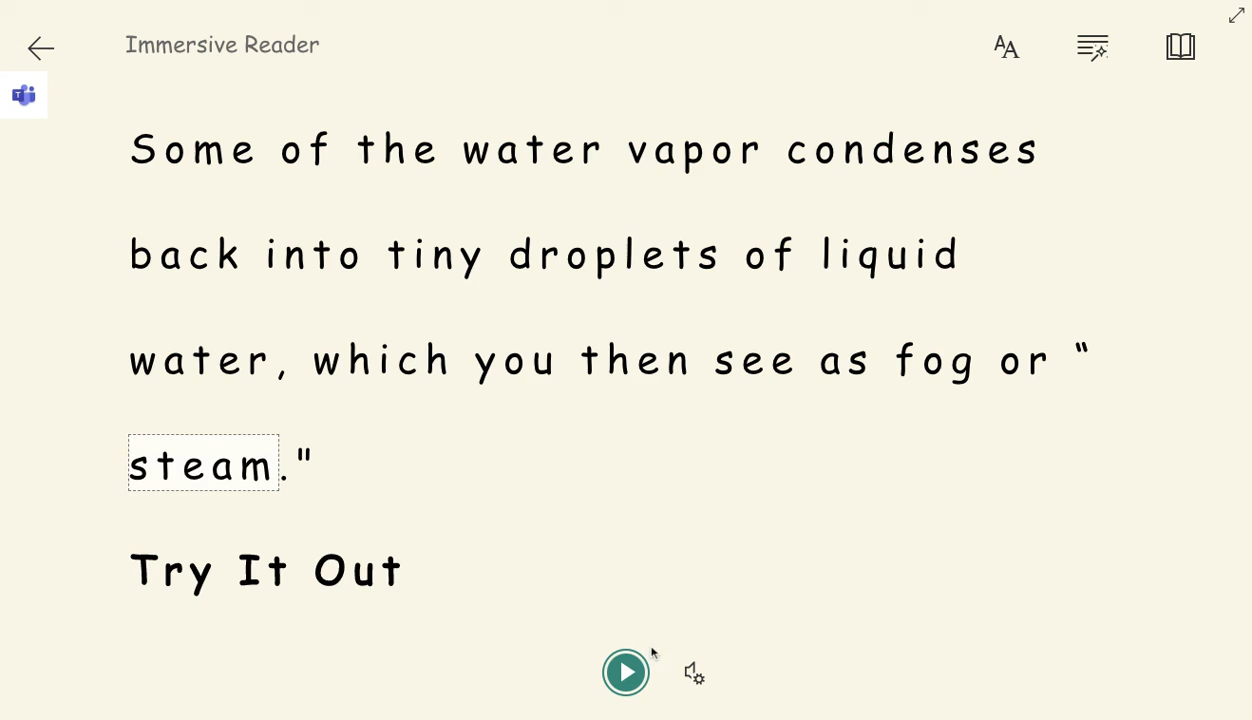 Immersive Reader
AA
T
Some of the water vapor condenses
back into tiny droplets of liquid
water, which you then see as fog or “
steam."
Try It Out